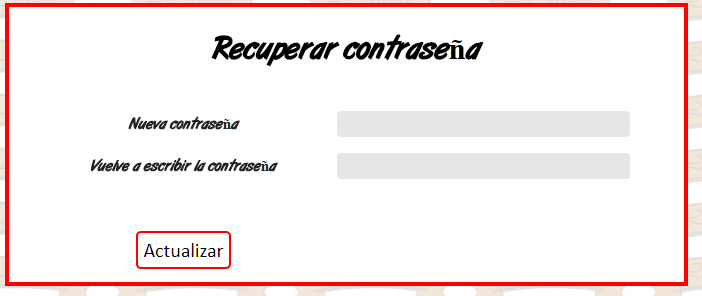 Recuperar contraseña
Nueva contraseña
Vuelve a escribir la contraseña
Actualizar